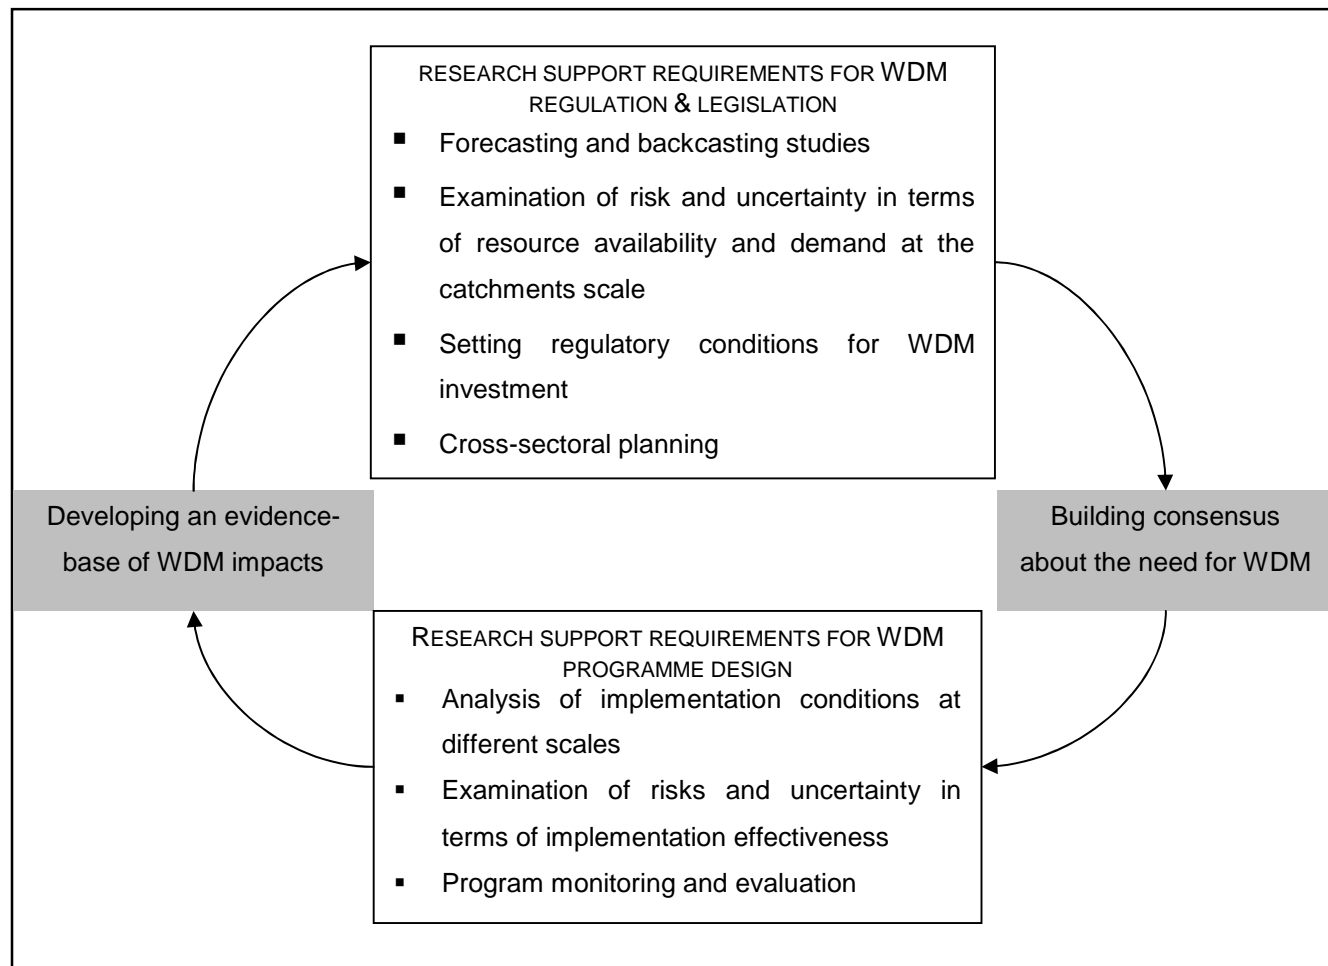 RESEARCH SUPPORT REQUIREMENTS FOR WDM
REGULATION & LEGISLATION
▪ Forecasting and backcasting studies
▪ Examination of risk and uncertainty in terms
of resource availability and demand at the
catchments scale
▪ Setting regulatory conditions for WDM
investment
▪ Cross-sectoral planning
Developing an evidence-
base of WDM impacts
Building consensus
about the need for WDM
RESEARCH SUPPORT REQUIREMENTS FOR WDM
PROGRAMME DESIGN
▪ Analysis of implementation conditions at
different scales
▪ Examination of risks and uncertainty in
terms of implementation effectiveness
▪ Program monitoring and evaluation